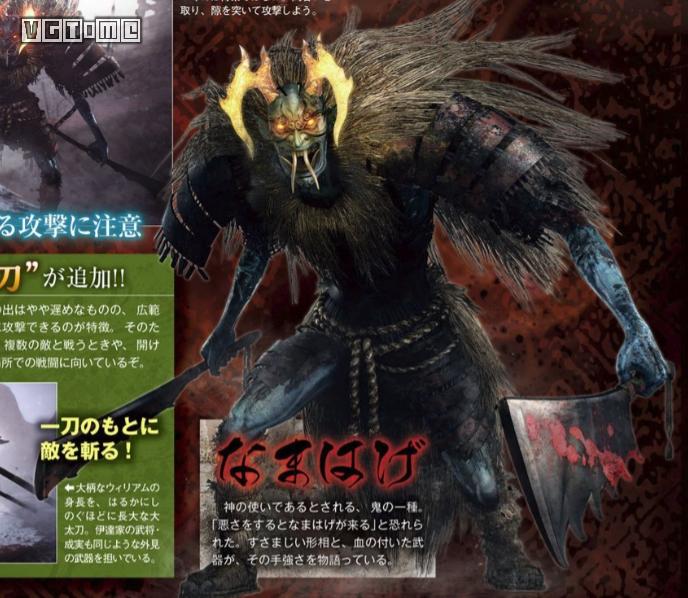 VGTIME
取り、隙を突いて攻撃しよう。
る攻撃に注意
刀”が追加!!
出はやや遅めなものの、広範
攻撃できるのが特徴。そのた
複数の敵と戦うときや、開け
所での戦闘に向いているぞ。
一刀のもとに
敵を斬る！
←大柄なウィリアムの
身長を、はるかにし
のぐほどに長大な大
太刀。伊達家の武将・
成実も同じような外見
の武器を担いでいる。
なまはげ
神の使いであるとされる、鬼の一種。
「悪さをするとなまはげが来る」と恐れら
れた。すさまじい形相と、血の付いた武
器が、その手強さを物語っている。